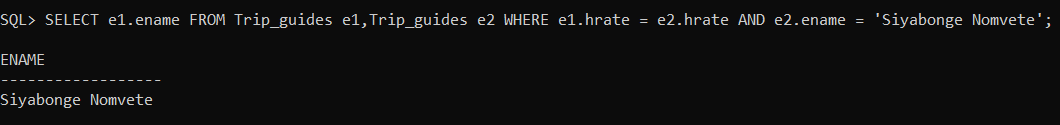 SQL> SELECT e1.ename FROM Trip_guides e1,Trip_guides e2 WHERE e1.hrate = e2.hrate AND e2.ename = 'Siyabonge Nomvete';
ENAME
------------------
Siyabonge Nomvete